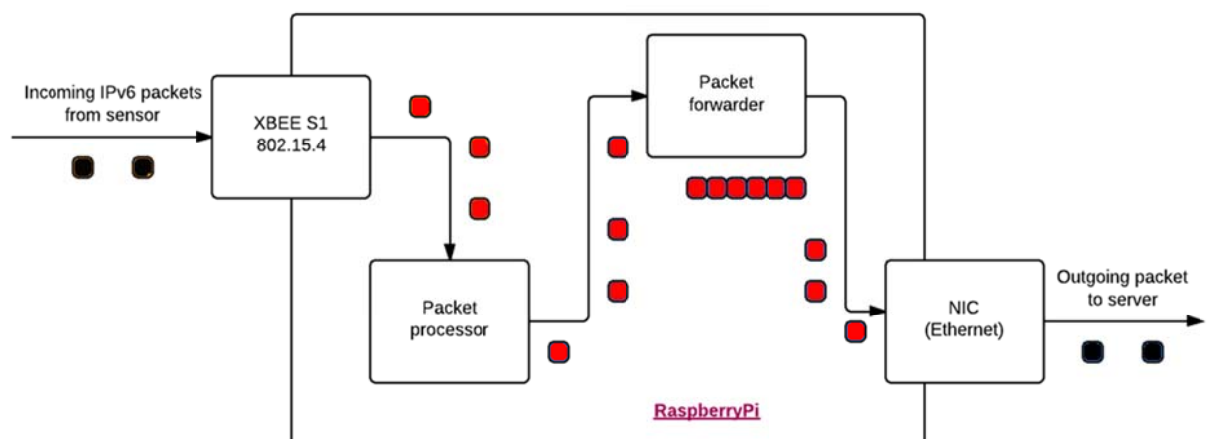 Incoming IPv6 packets
from sensor
XBEE S1
802.15.4
Packet
processor
Packet
forwarder
NIC
(Ethernet)
Outgoing packet
to server
RaspberryPi